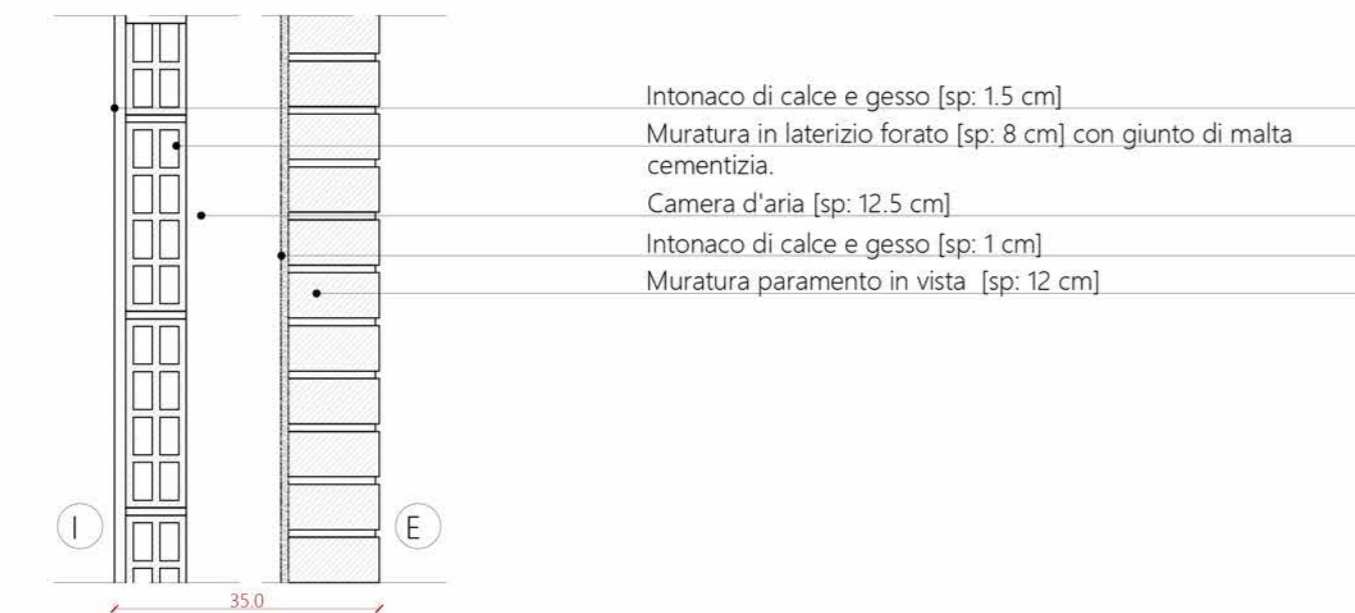 Intonaco di calce e gesso [sp: 1.5 cm]
Muratura in laterizio forato [sp: 8 cm] con giunto di malta
cementizia.
Camera d'aria [sp: 12.5 cm]
Intonaco di calce e gesso [sp: 1 cm]
Muratura paramento in vista [sp: 12 cm]
I
E
35.0